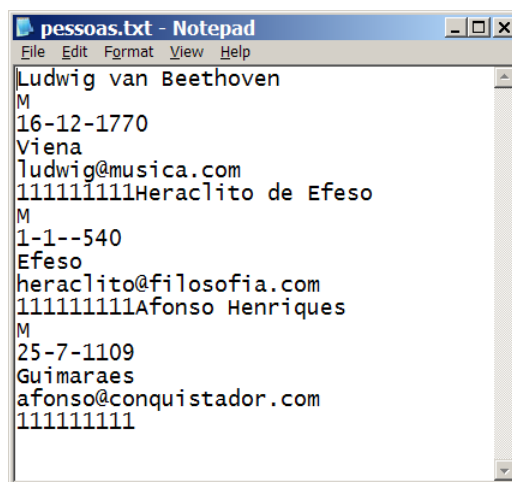 pessoas.txt - Notepad
File Edit Format View Help
Ludwig van Beethoven
M
16-12-1770
Viena
ludwig@musica.com
111111111Heraclito de Efeso
M
1-1--540
Efeso
heraclito@filosofia.com
111111111Afonso Henriques
M
25-7-1109
Guimaraes
afonso@conquistador.com
111111111